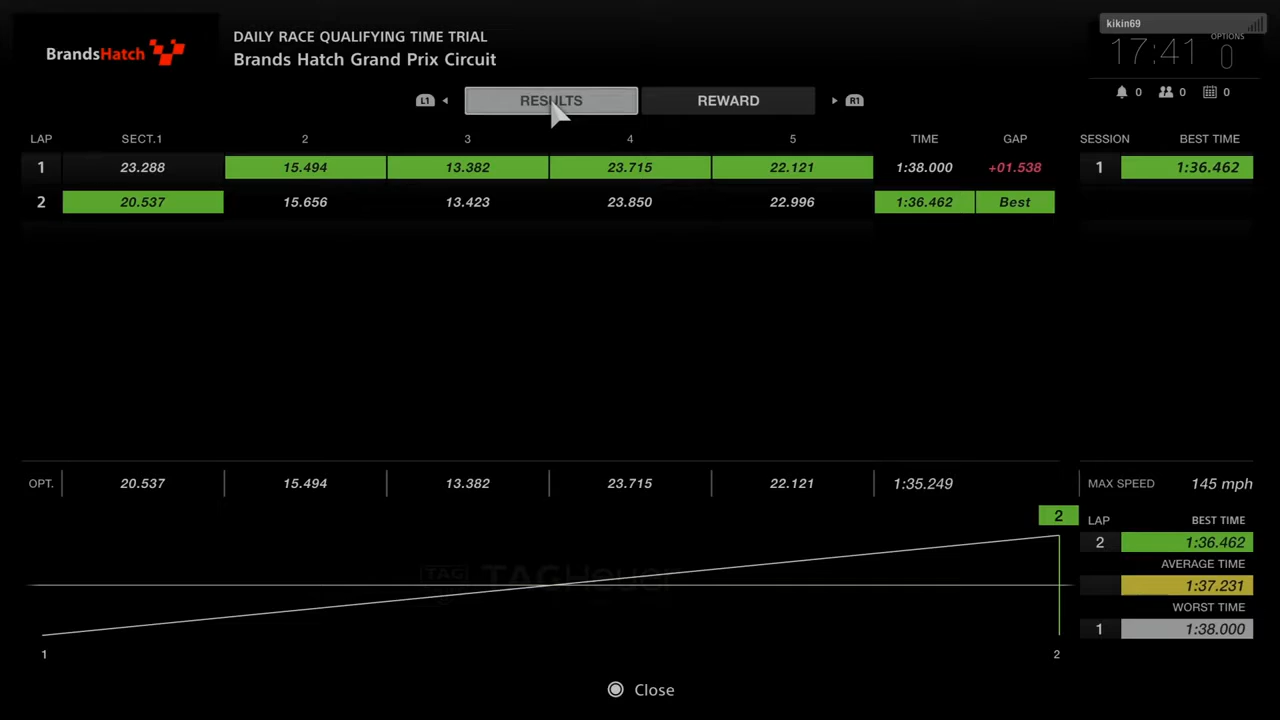 kikin69
BrandsHatch
DAILY RACE QUALIFYING TIME TRIAL
Brands Hatch Grand Prix Circuit
17:41
OPTIONS
0 0 0
L1 RESULTS REWARD R1
LAP SECT.1 2 3 4 5 TIME GAP SESSION BEST TIME
1 23.288 15.494 13.382 23.715 22.121 1:38.000 +01.538 1 1:36.462
2 20.537 15.656 13.423 23.850 22.996 1:36.462 Best
OPT. 20.537 15.494 13.382 23.715 22.121 1:35.249 MAX SPEED 145 mph
2
LAP BEST TIME
2 1:36.462
AVERAGE TIME
TAG TAGHeuer
1:37.231
WORST TIME
1 1:38.000
1 2
Close